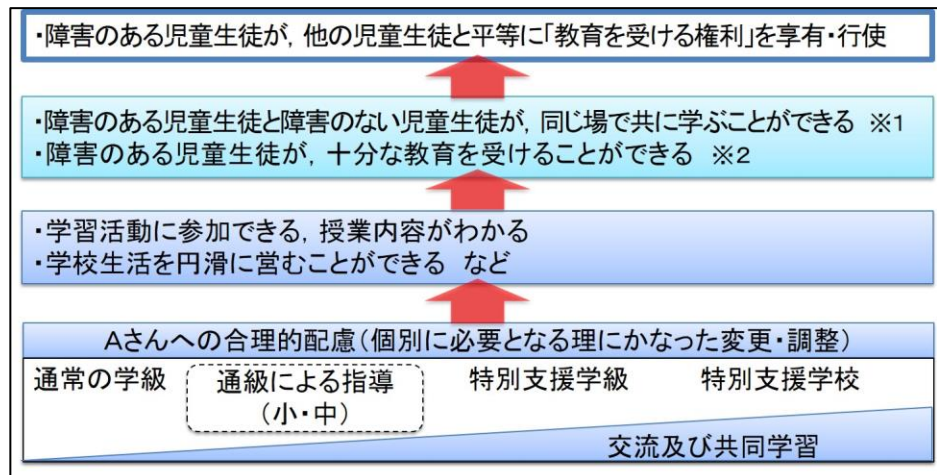 ・障害のある児童生徒が，他の児童生徒と平等に「教育を受ける権利」を享有・行使
・障害のある児童生徒と障害のない児童生徒が，同じ場で共に学ぶことができる ※1
・障害のある児童生徒が，十分な教育を受けることができる ※2
・学習活動に参加できる，授業内容がわかる
・学校生活を円滑に営むことができる など
Aさんへの合理的配慮（個別に必要となる理にかなった変更・調整）
通常の学級 通級による指導 特別支援学級 特別支援学校
（小・中）
交流及び共同学習